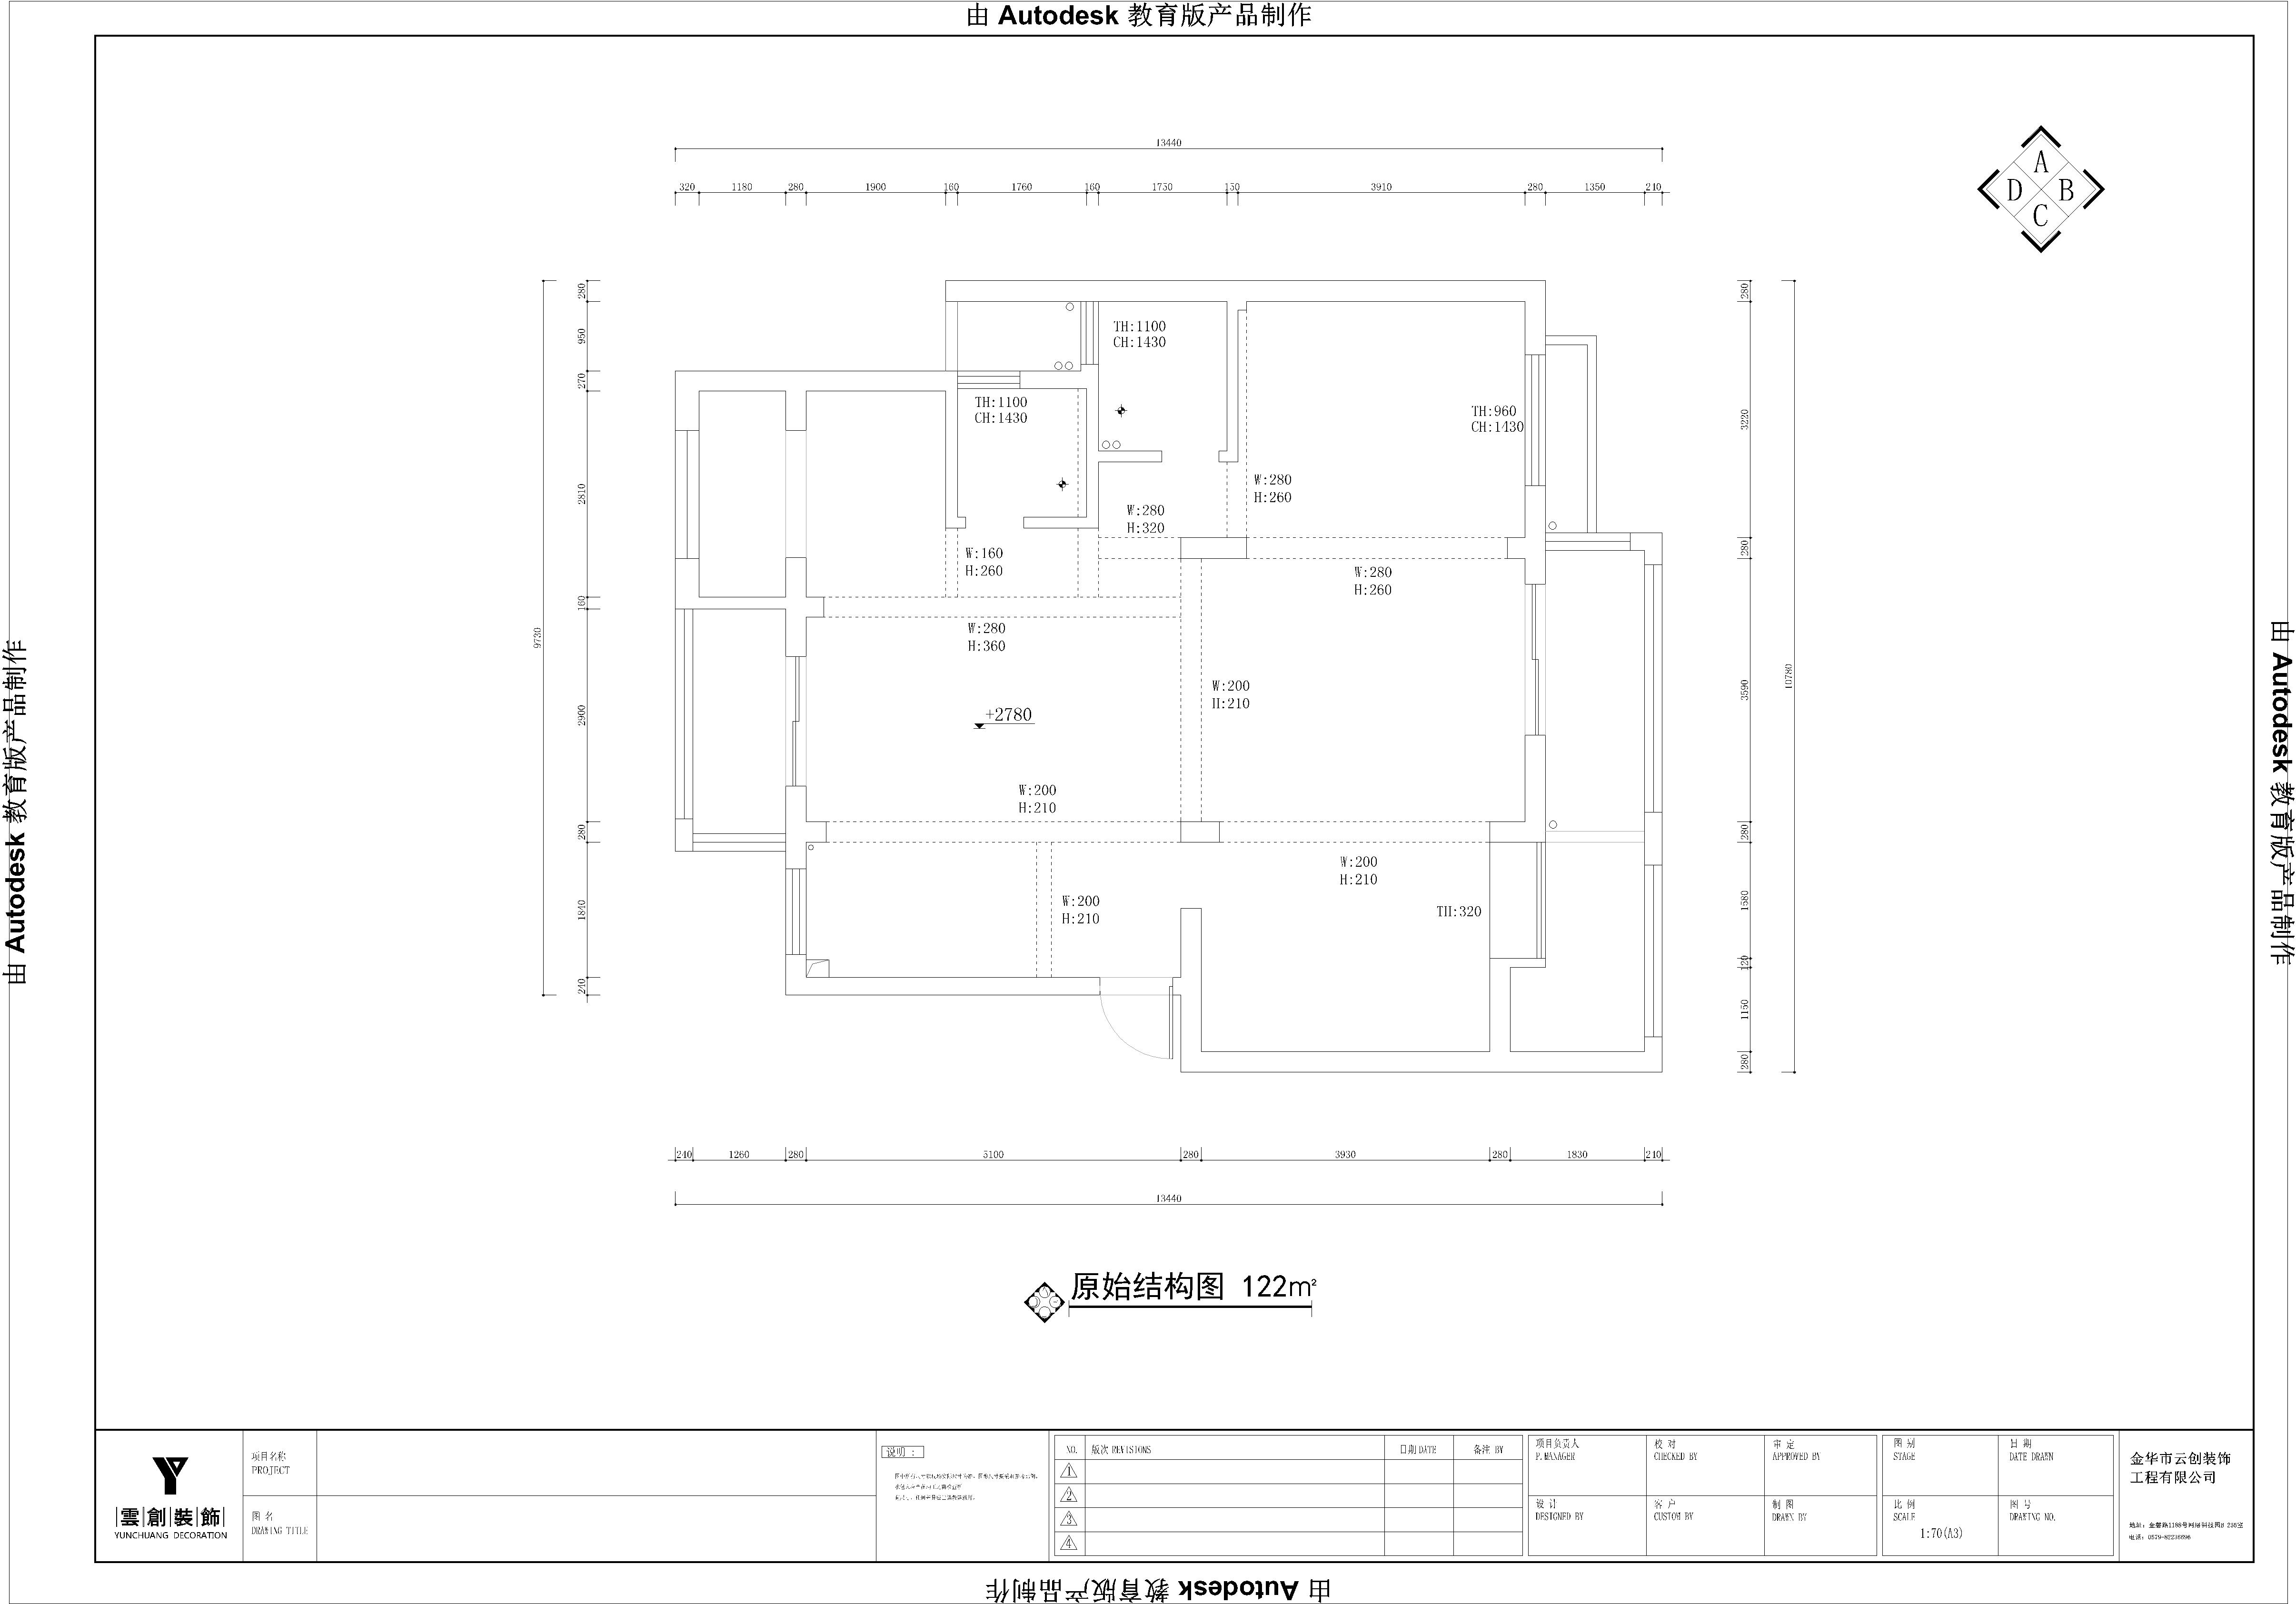 由 Autodesk 教育版产品制作
13440
320 1180 280 1900 160 1760 160 1750 150 3910 280 1350 240
A
D B
C
280
950
270
2810
160
2900
280
1840
240
9730
280
3220
280
3590
280
1580
120
1150
280
10780
TH:1100
CH:1430
TH:1100
CH:1430
TH:960
CH:1430
W:280
H:260
W:280
H:320
W:160
H:260
W:280
H:260
W:280
H:360
W:200
H:210
+2780
W:200
H:210
W:200
H:210
W:200
H:210
TH:320
240 1260 280 5100 280 3930 280 1830 240
13440
原始结构图 122m²
由 Autodesk 教育版产品制作
由 Autodesk 教育版产品制作
雲創裝飾
YUNCHUANG DECORATION
项目名称
PROJECT
图 名
DRAWING TITLE
说明 :
NO. 版次 REVISIONS 日期 DATE 备注 BY
1
2
3
4
项目负责人
P.MANAGER
校 对
CHECKED BY
审 定
APPROVED BY
图 别
STAGE
日 期
DATE DRAWN
设 计
DESIGNED BY
客 户
CUSTOM BY
制 图
DRAWN BY
比 例
SCALE
1:70(A3)
图 号
DRAWING NO.
金华市云创装饰
工程有限公司
由 Autodesk 教育版产品制作